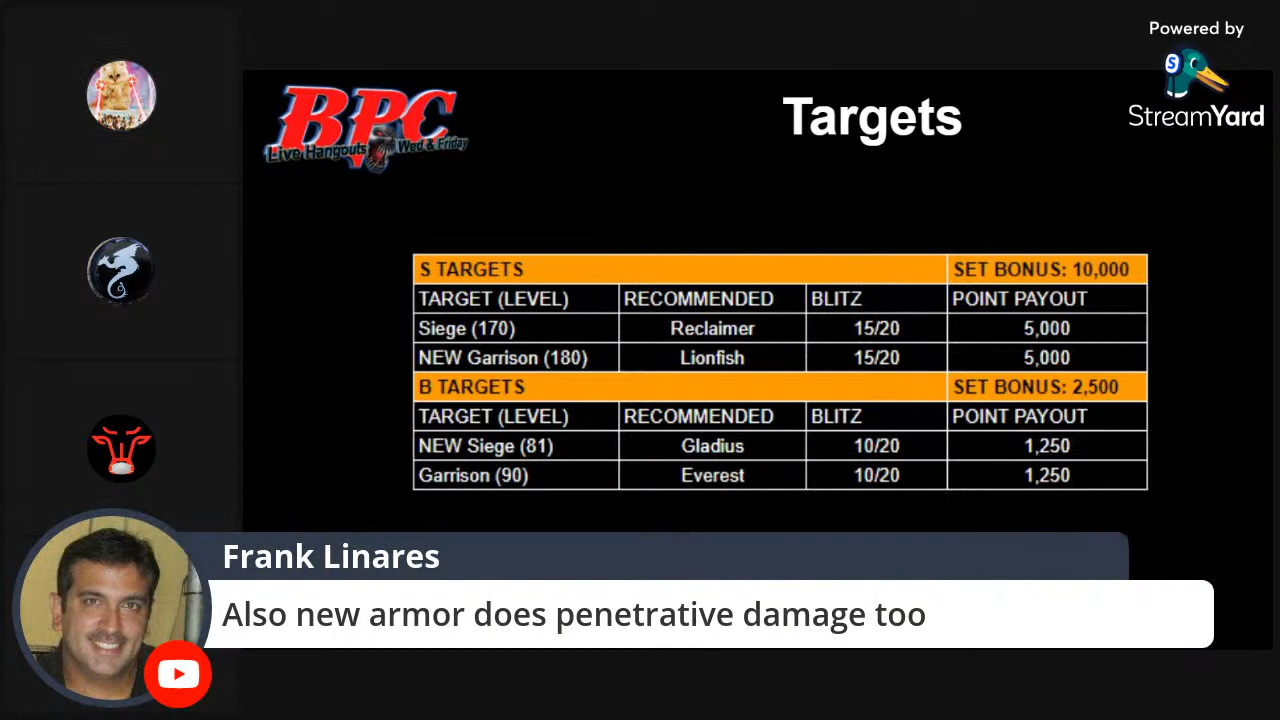 Powered by
S
StreamYard
BPC
Live Hangouts Wed & Friday
Targets
S TARGETS SET BONUS: 10,000
TARGET (LEVEL) RECOMMENDED BLITZ POINT PAYOUT
Siege (170) Reclaimer 15/20 5,000
NEW Garrison (180) Lionfish 15/20 5,000
B TARGETS SET BONUS: 2,500
TARGET (LEVEL) RECOMMENDED BLITZ POINT PAYOUT
NEW Siege (81) Gladius 10/20 1,250
Garrison (90) Everest 10/20 1,250
Frank Linares
Also new armor does penetrative damage too